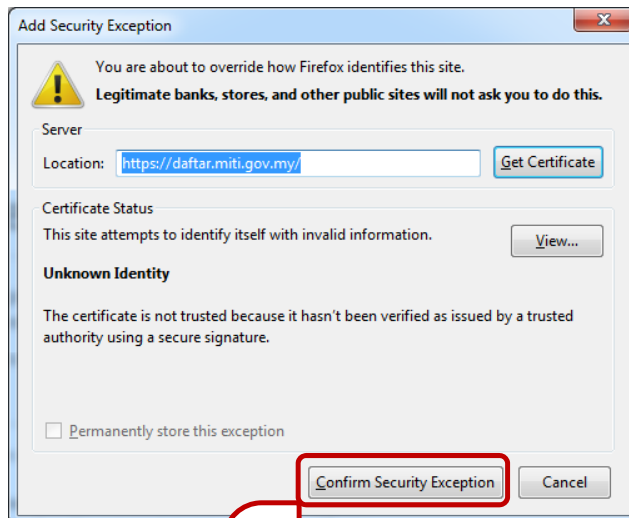 Add Security Exception
You are about to override how Firefox identifies this site.
Legitimate banks, stores, and other public sites will not ask you to do this.
Server
Location: https://daftar.miti.gov.my/ Get Certificate
Certificate Status
This site attempts to identify itself with invalid information. View...
Unknown Identity
The certificate is not trusted because it hasn't been verified as issued by a trusted
authority using a secure signature.
Permanently store this exception
Confirm Security Exception Cancel